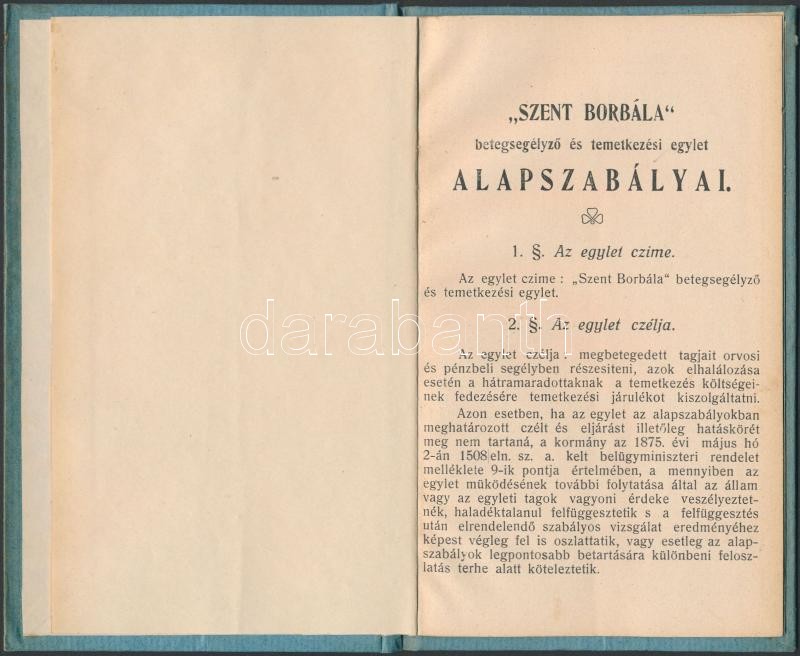 „SZENT BORBÁLA“
betegsegélyző és temetkezési egylet
ALAPSZABÁLYAI.
1. §. Az egylet czime.
Az egylet czime : „Szent Borbála“ betegsegélyző
és temetkezési egylet.
darabanth
2. §. Az egylet czélja.
Az egylet czélja : megbetegedett tagjait orvosi
és pénzbeli segélyben részesiteni, azok elhalálozása
esetén a hátramaradottaknak a temetkezés költségei-
nek fedezésére temetkezési járulékot kiszolgáltatni.
Azon esetben, ha az egylet az alapszabályokban
meghatározott czélt és eljárást illetőleg hatáskörét
meg nem tartaná, a kormány az 1875. évi május hó
2-án 1508|eln. sz. a. kelt belügyminiszteri rendelet
melléklete 9-ik pontja értelmében, a mennyiben az
egylet müködésének további folytatása által az állam
vagy az egyleti tagok vagyoni érdeke veszélyeztet-
nék, haladéktalanul felfüggesztetik s a felfüggesztés
után elrendelendő szabályos vizsgálat eredményéhez
képest végleg fel is oszlattatik, vagy esetleg az alap-
szabályok legpontosabb betartására különbeni felosz-
latás terhe alatt köteleztetik.